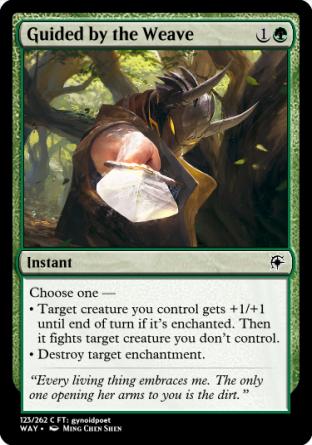 Guided by the Weave 1
Instant
Choose one —
• Target creature you control gets +1/+1
until end of turn if it's enchanted. Then
it fights target creature you don't control.
• Destroy target enchantment.
"Every living thing embraces me. The only
one opening her arms to you is the dirt."
123/262 C FT: gynoidpoet
WAY • Ming Chen Shen